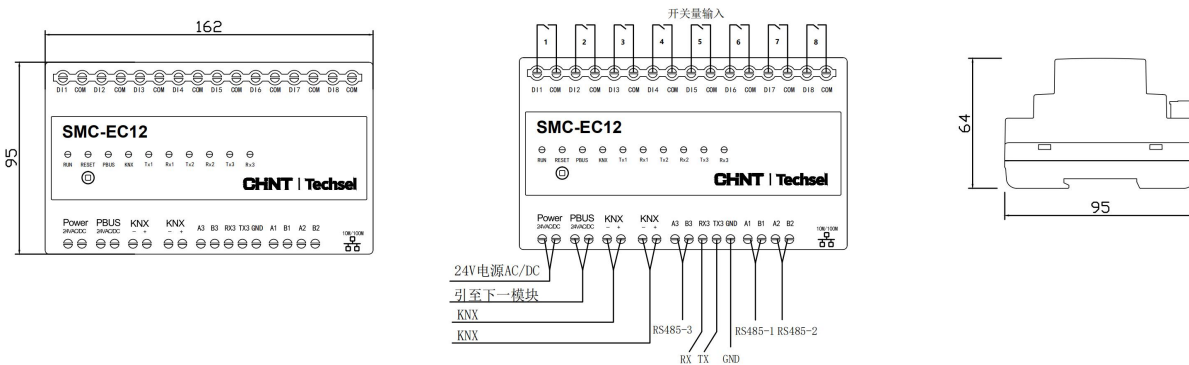 162
DI1 COM DI2 COM DI3 COM DI4 COM DI5 COM DI6 COM DI7 COM DI8 COM
SMC-EC12
RUN RESET PBUS KNX Tx1 Rx1 Tx2 Rx2 Tx3 Rx3
CHNT | Techsel
Power PBUS KNX KNX A3 B3 RX3 TX3 GND A1 B1 A2 B2
24VAC/DC 24VAC/DC − + − + 10M/100M
95
开关量输入
1 2 3 4 5 6 7 8
DI1 COM DI2 COM DI3 COM DI4 COM DI5 COM DI6 COM DI7 COM DI8 COM
SMC-EC12
RUN RESET PBUS KNX Tx1 Rx1 Tx2 Rx2 Tx3 Rx3
CHNT | Techsel
Power PBUS KNX KNX A3 B3 RX3 TX3 GND A1 B1 A2 B2
24VAC/DC 24VAC/DC − + − + 10M/100M
24V电源AC/DC
引至下一模块
KNX
KNX
RS485-3 RS485-1 RS485-2
RX TX GND
64
95